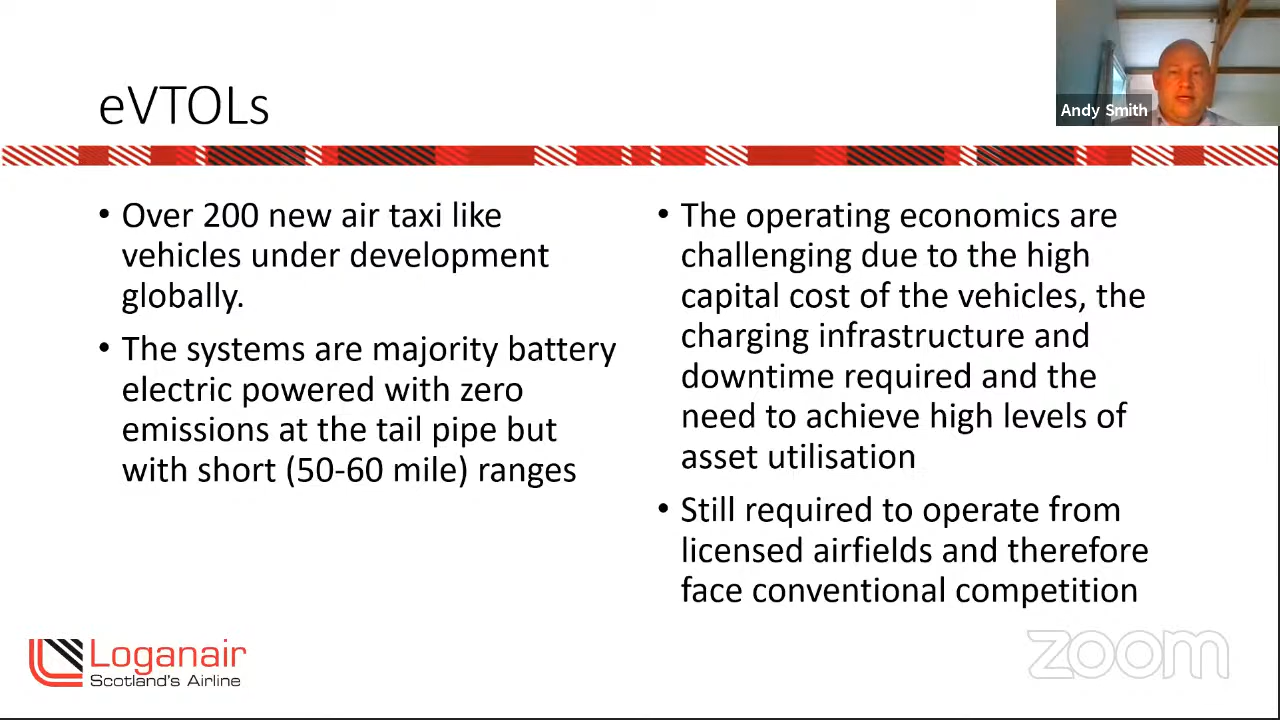 eVTOLs
Andy Smith
• Over 200 new air taxi like
vehicles under development
globally.
• The systems are majority battery
electric powered with zero
emissions at the tail pipe but
with short (50-60 mile) ranges
• The operating economics are
challenging due to the high
capital cost of the vehicles, the
charging infrastructure and
downtime required and the
need to achieve high levels of
asset utilisation
• Still required to operate from
licensed airfields and therefore
face conventional competition
Loganair
Scotland's Airline
zoom